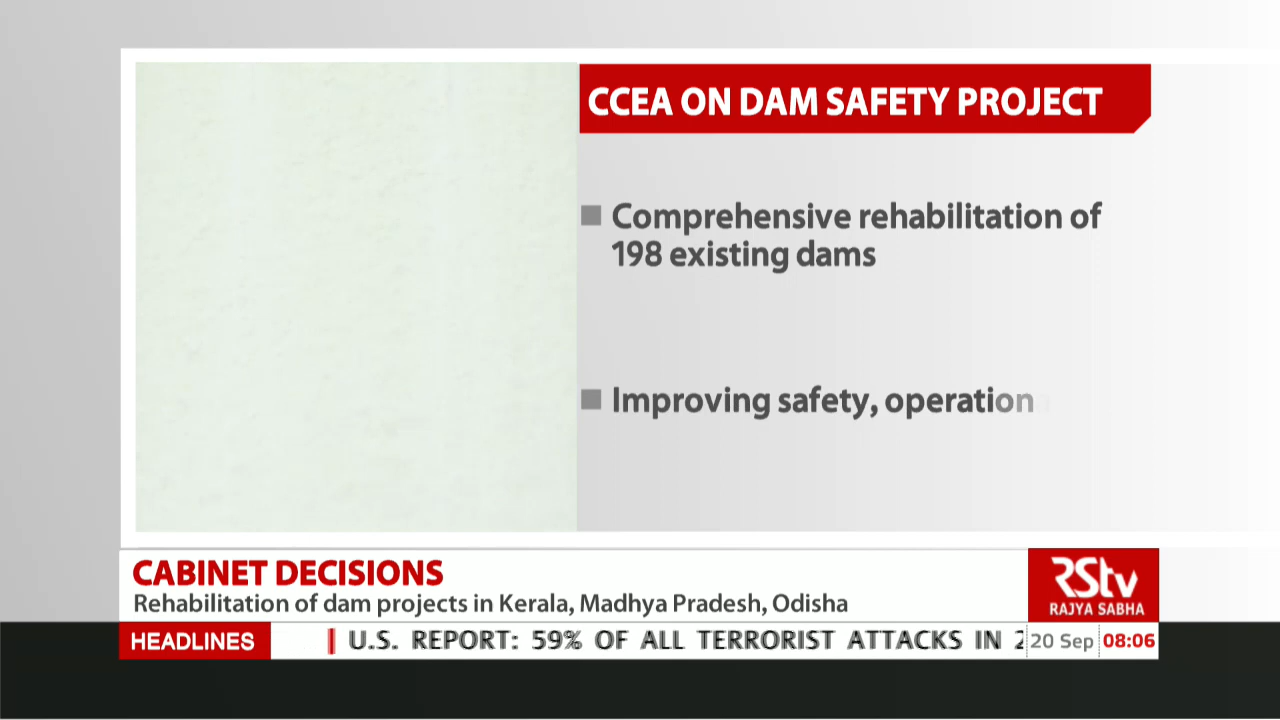 CCEA ON DAM SAFETY PROJECT
Comprehensive rehabilitation of
198 existing dams
Improving safety, operation
CABINET DECISIONS
Rehabilitation of dam projects in Kerala, Madhya Pradesh, Odisha
RStv
RAJYA SABHA
HEADLINES
U.S. REPORT: 59% OF ALL TERRORIST ATTACKS IN
20 Sep
08:06